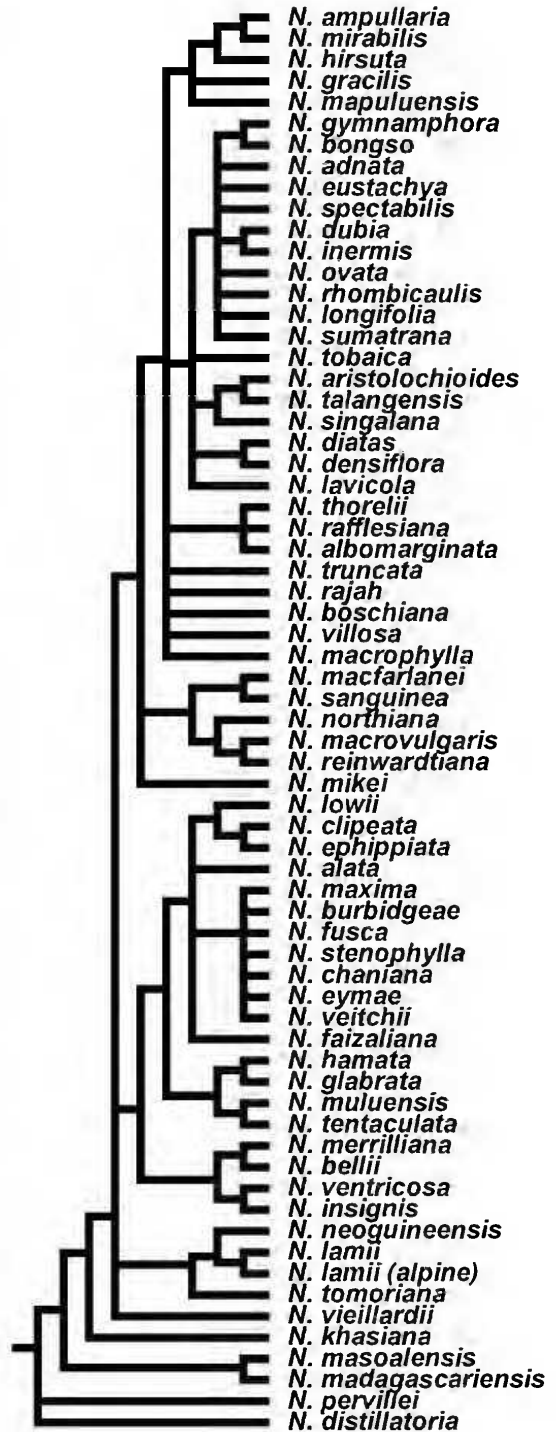 N. ampullaria
N. mirabilis
N. hirsuta
N. gracilis
N. mapuluensis
N. gymnamphora
N. bongso
N. adnata
N. eustachya
N. spectabilis
N. dubia
N. inermis
N. ovata
N. rhombicaulis
N. longifolia
N. sumatrana
N. tobaica
N. aristolochioides
N. talangensis
N. singalana
N. diatas
N. densiflora
N. lavicola
N. thorelii
N. rafflesiana
N. albomarginata
N. truncata
N. rajah
N. boschiana
N. villosa
N. macrophylla
N. macfarlanei
N. sanguinea
N. northiana
N. macrovulgaris
N. reinwardtiana
N. mikei
N. lowii
N. clipeata
N. ephippiata
N. alata
N. maxima
N. burbidgeae
N. fusca
N. stenophylla
N. chaniana
N. eymae
N. veitchii
N. faizaliana
N. hamata
N. glabrata
N. muluensis
N. tentaculata
N. merrilliana
N. bellii
N. ventricosa
N. insignis
N. neoguineensis
N. lamii
N. lamii (alpine)
N. tomoriana
N. vieillardii
N. khasiana
N. masoalensis
N. madagascariensis
N. pervillei
N. distillatoria